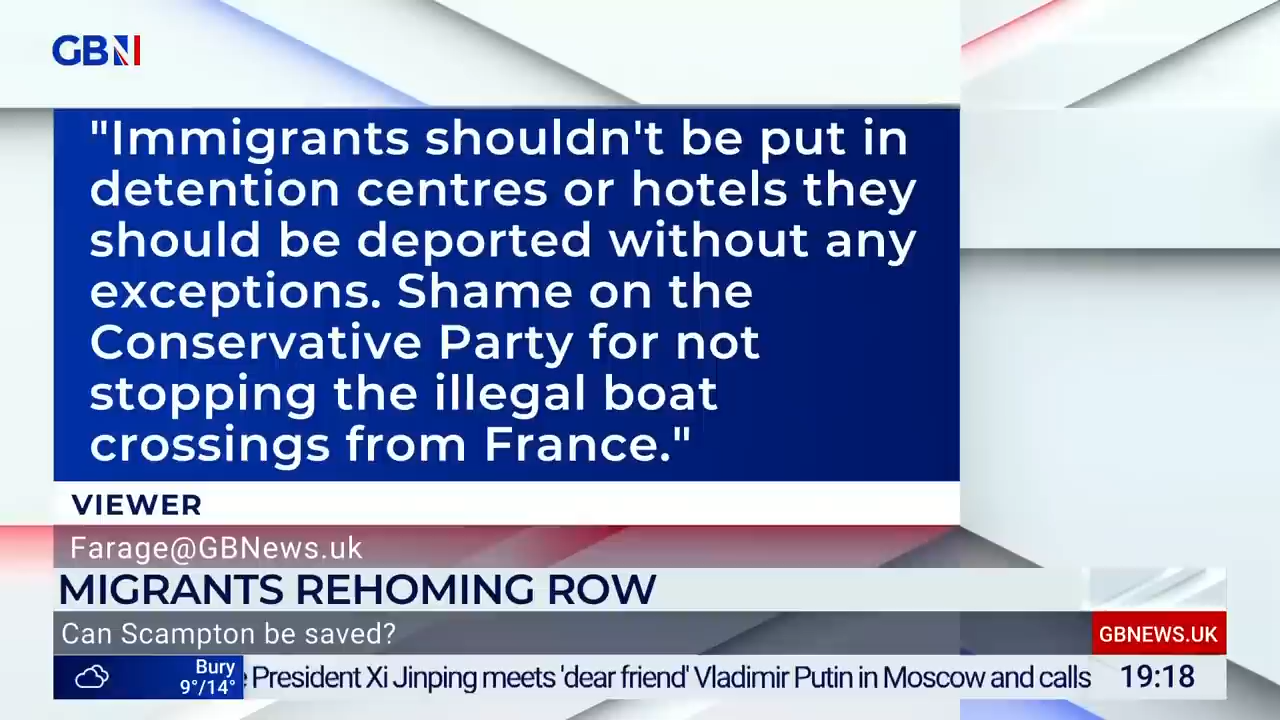 GBN
"Immigrants shouldn't be put in
detention centres or hotels they
should be deported without any
exceptions. Shame on the
Conservative Party for not
stopping the illegal boat
crossings from France."
VIEWER
Farage@GBNews.uk
MIGRANTS REHOMING ROW
Can Scampton be saved?
GBNEWS.UK
Bury
9°/14°
President Xi Jinping meets 'dear friend' Vladimir Putin in Moscow and calls
19:18